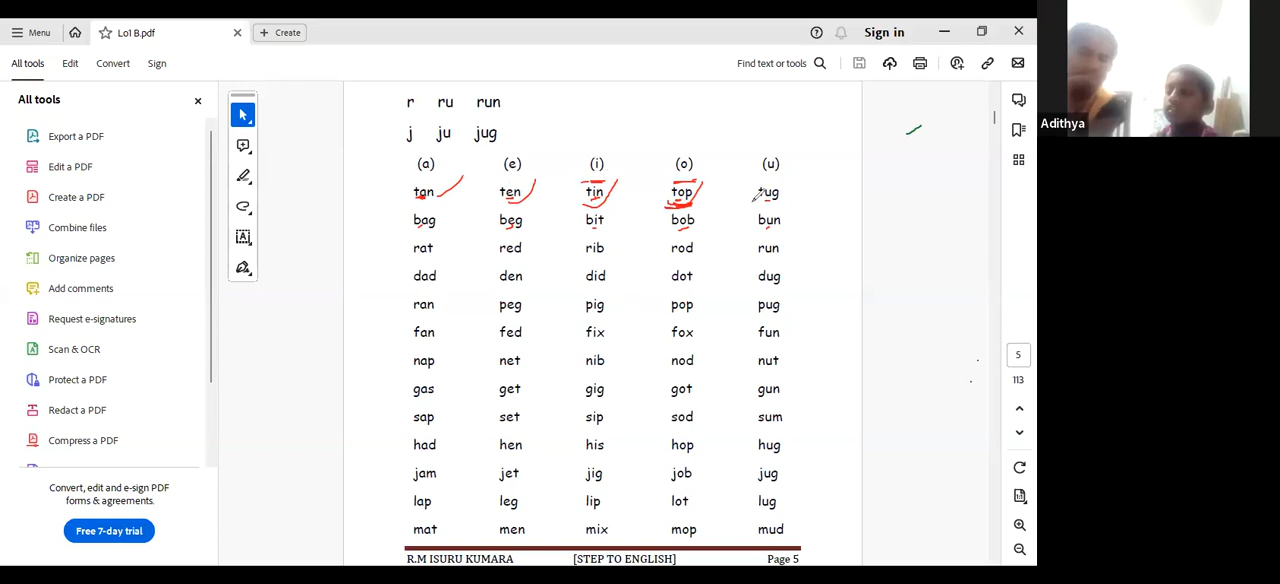 Menu
Lo1 B.pdf
Create
Sign in
All tools Edit Convert Sign
Find text or tools
All tools
Export a PDF
Edit a PDF
Create a PDF
Combine files
Organize pages
Add comments
Request e-signatures
Scan & OCR
Protect a PDF
Redact a PDF
Compress a PDF
Convert, edit and e-sign PDF
forms & agreements.
Free 7-day trial
r ru run
j ju jug
(a) (e) (i) (o) (u)
tan ten tin top tug
bag beg bit bob bun
rat red rib rod run
dad den did dot dug
ran peg pig pop pug
fan fed fix fox fun
nap net nib nod nut
gas get gig got gun
sap set sip sod sum
had hen his hop hug
jam jet jig job jug
lap leg lip lot lug
mat men mix mop mud
R.M ISURU KUMARA [STEP TO ENGLISH] Page 5
5
113
Adithya